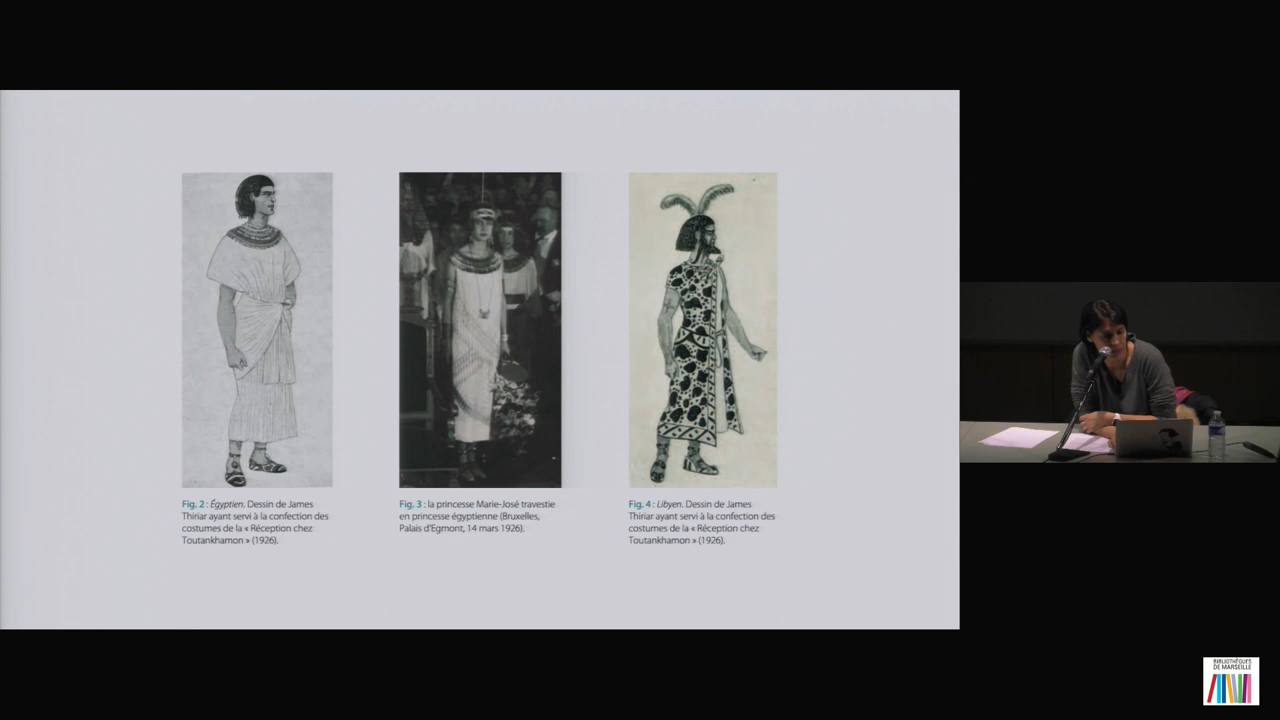 Fig. 2 : Égyptien. Dessin de James
Thiriar ayant servi à la confection des
costumes de la « Réception chez
Toutankhamon » (1926).
Fig. 3 : la princesse Marie-José travestie
en princesse égyptienne (Bruxelles,
Palais d'Egmont, 14 mars 1926).
Fig. 4 : Libyen. Dessin de James
Thiriar ayant servi à la confection des
costumes de la « Réception chez
Toutankhamon » (1926).
BIBLIOTHÈQUES
DE MARSEILLE